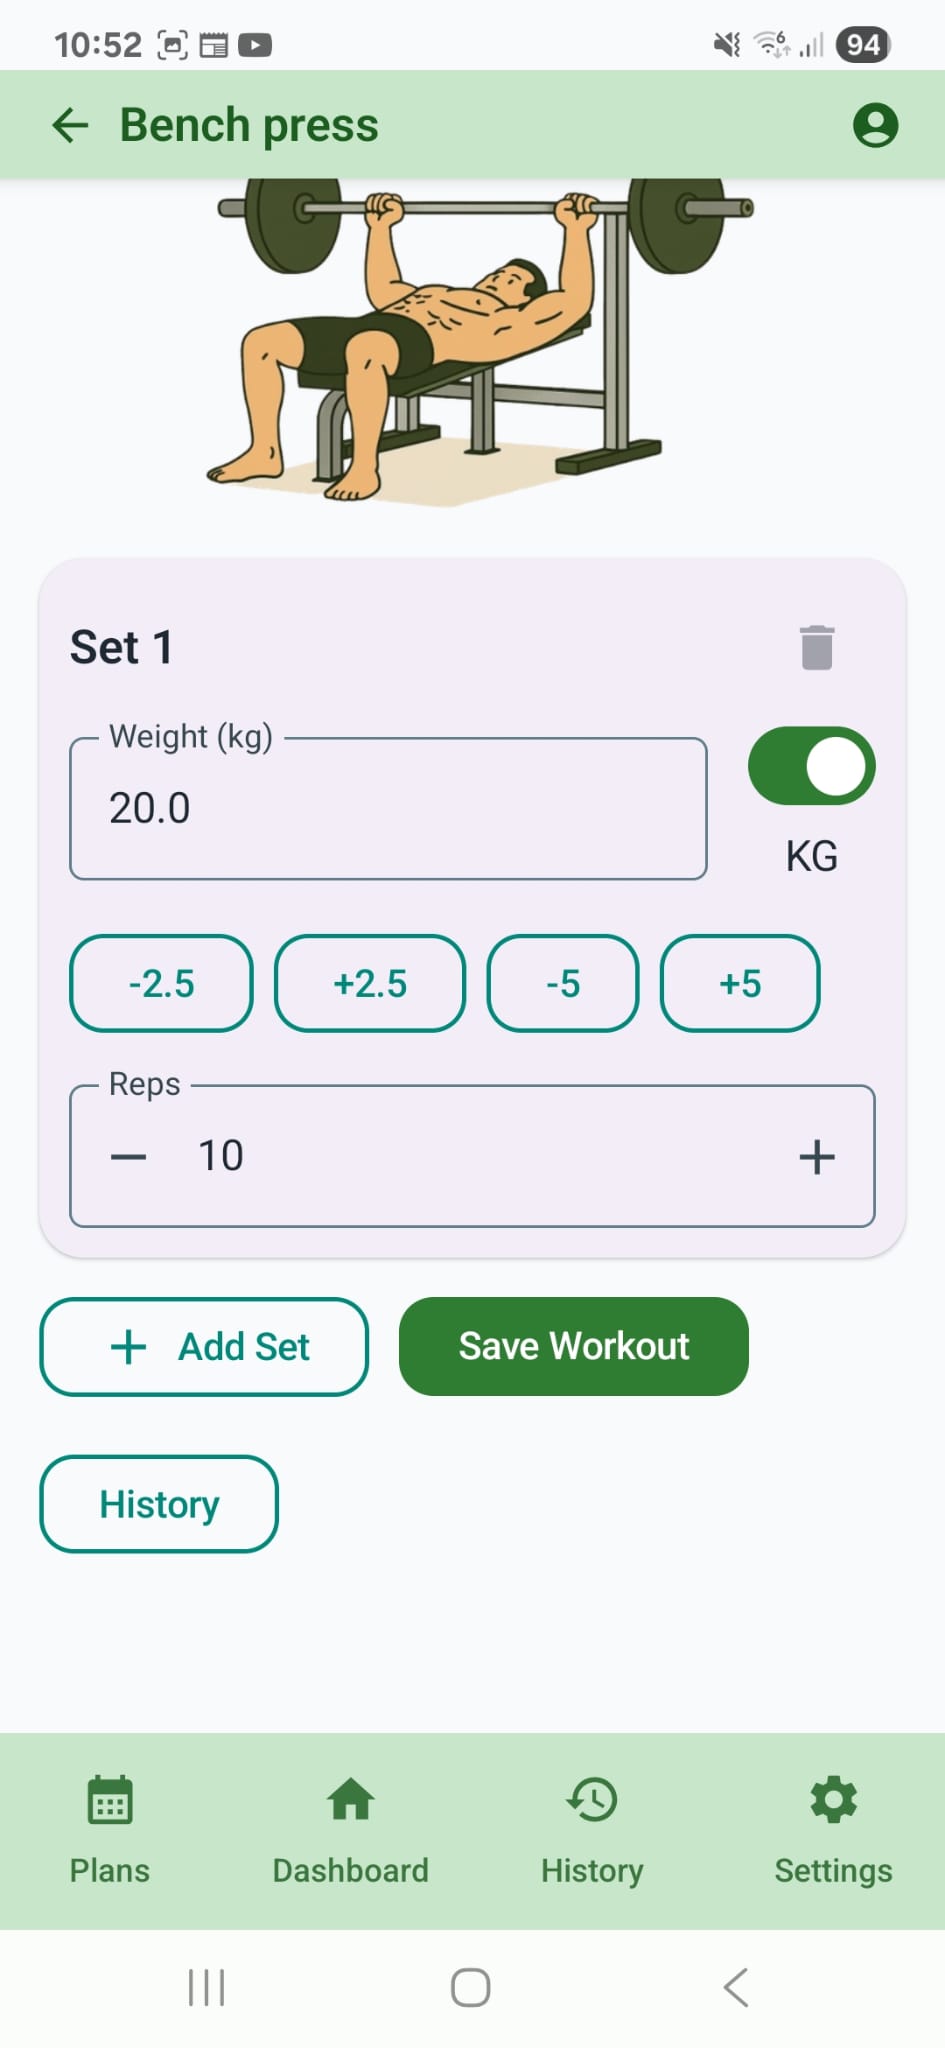 10:52 6 94
Bench press
Set 1
Weight (kg)
20.0
KG
-2.5 +2.5 -5 +5
Reps
10
Add Set Save Workout
History
Plans Dashboard History Settings